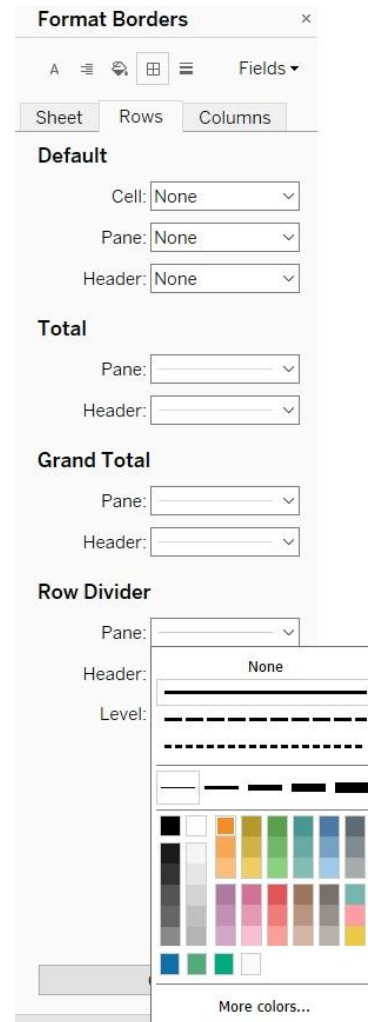 Format Borders ×
A Fields
Sheet Rows Columns
Default
Cell: None
Pane: None
Header: None
Total
Pane:
Header:
Grand Total
Pane:
Header:
Row Divider
Pane:
Header:
None
Level:
More colors...